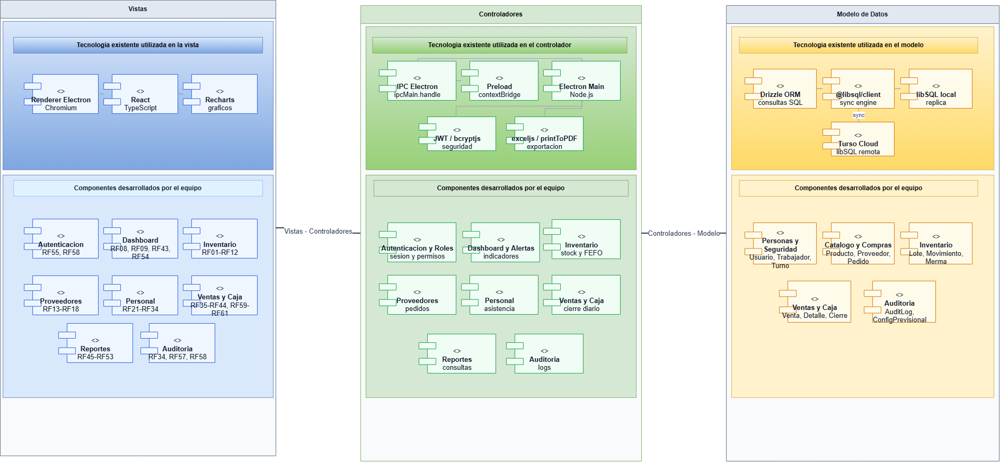 Vistas
Tecnologia existente utilizada en la vista
<>
Renderer Electron
Chromium
<>
React
TypeScript
<>
Recharts
graficos
Componentes desarrollados por el equipo
<>
Autenticacion
RF55, RF58
<>
Dashboard
RF08, RF09, RF43,
RF54
<>
Inventario
RF01-RF12
<>
Proveedores
RF13-RF18
<>
Personal
RF21-RF34
<>
Ventas y Caja
RF35-RF44, RF59-
RF61
<>
Reportes
RF45-RF53
<>
Auditoria
RF34, RF57, RF58
Vistas - Controladores
Controladores
Tecnologia existente utilizada en el controlador
<>
IPC Electron
ipcMain.handle
<>
Preload
contextBridge
<>
Electron Main
Node.js
<>
JWT / bcryptjs
seguridad
<>
exceljs / printToPDF
exportacion
Componentes desarrollados por el equipo
<>
Autenticacion y Roles
sesion y permisos
<>
Dashboard y Alertas
indicadores
<>
Inventario
stock y FEFO
<>
Proveedores
pedidos
<>
Personal
asistencia
<>
Ventas y Caja
cierre diario
<>
Reportes
consultas
<>
Auditoria
logs
Controladores - Modelo
Modelo de Datos
Tecnologia existente utilizada en el modelo
<>
Drizzle ORM
consultas SQL
<>
@libsql/client
sync engine
<>
libSQL local
replica
sync
<>
Turso Cloud
libSQL remota
Componentes desarrollados por el equipo
<>
Personas y
Seguridad
Usuario, Trabajador,
Turno
<>
Catalogo y Compras
Producto, Proveedor,
Pedido
<>
Inventario
Lote, Movimiento,
Merma
<>
Ventas y Caja
Venta, Detalle, Cierre
<>
Auditoria
AuditLog,
ConfigPrevisional